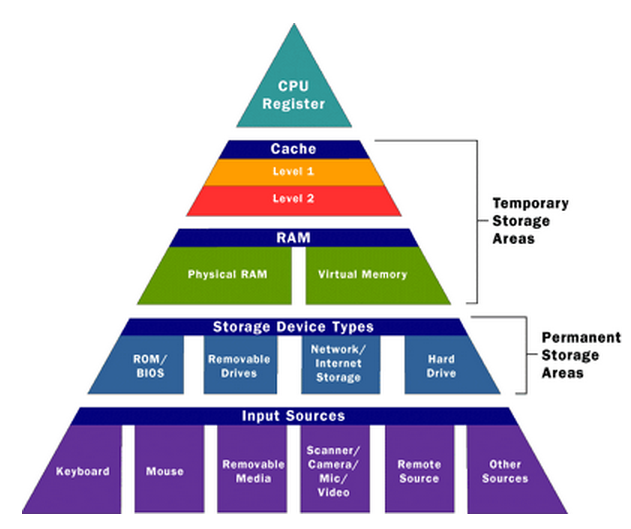 CPU
Register
Cache
Level 1
Level 2
Temporary
Storage
Areas
RAM
Physical RAM
Virtual Memory
Storage Device Types
ROM/
BIOS
Removable
Drives
Network/
Internet
Storage
Hard
Drive
Permanent
Storage
Areas
Input Sources
Keyboard
Mouse
Removable
Media
Scanner/
Camera/
Mic/
Video
Remote
Source
Other
Sources